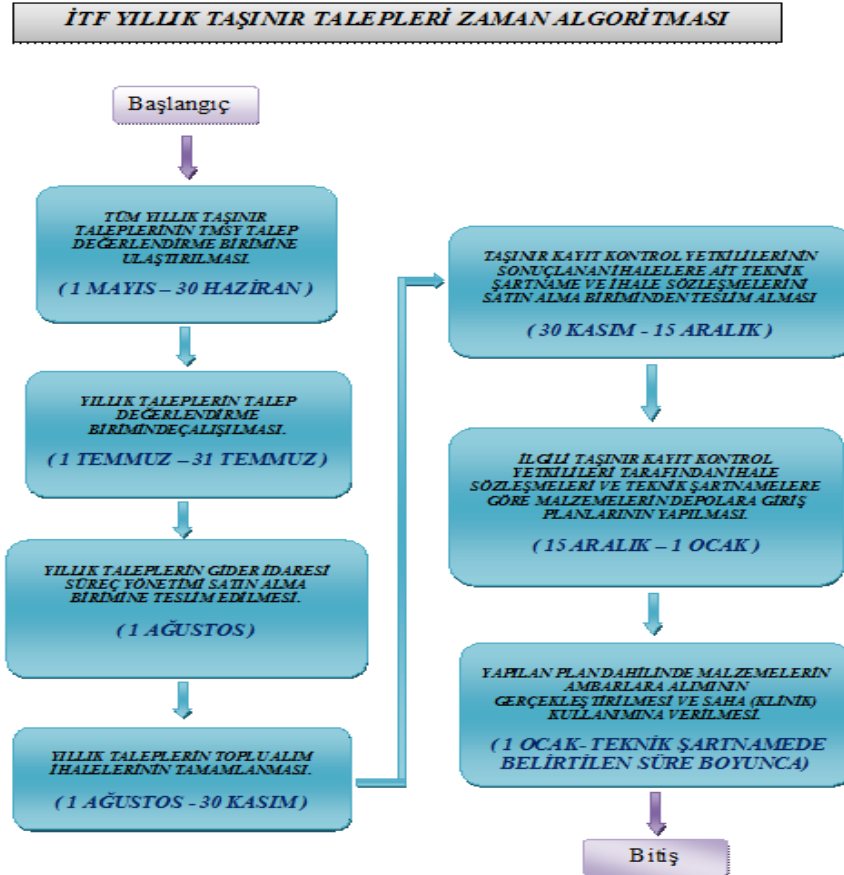 İTF YILLIK TAŞINIR TALEPLERİ ZAMAN ALGORİTMASI
Başlangıç
TÜM YILLIK TAŞINIR
TALEPLERİNİN TMSY TALEP
DEĞERLENDİRME BİRİMİNE
ULAŞTIRILMASI.
( 1 MAYIS – 30 HAZİRAN )
YILLIK TALEPLERİN TALEP
DEĞERLENDİRME
BİRİMİNDEÇALIŞILMASI.
( 1 TEMMUZ – 31 TEMMUZ )
YILLIK TALEPLERİN GİDER İDARESİ
SÜREÇ YÖNETİMİ SATIN ALMA
BİRİMİNE TESLİM EDİLMESİ.
( 1 AĞUSTOS )
YILLIK TALEPLERİN TOPLU ALIM
İHALELERİNİN TAMAMLANMASI.
( 1 AĞUSTOS - 30 KASIM )
TAŞINIR KAYIT KONTROL YETKİLİLERİNİN
SONUÇLANAN İHALELERE AİT TEKNİK
ŞARTNAME VE İHALE SÖZLEŞMELERİNİ
SATIN ALMA BİRİMİNDEN TESLİM ALMASI
( 30 KASIM - 15 ARALIK )
İLGİLİ TAŞINIR KAYIT KONTROL
YETKİLİLERİ TARAFINDAN İHALE
SÖZLEŞMELERİ VE TEKNİK ŞARTNAMELERE
GÖRE MALZEMELERİN DEPOLARA GİRİŞ
PLANLARININ YAPILMASI.
( 15 ARALIK – 1 OCAK )
YAPILAN PLAN DAHİLİNDE MALZEMELERİN
AMBARLARA ALIMININ
GERÇEKLEŞTİRİLMESİ VE SAHA (KLİNİK)
KULLANIMINA VERİLMESİ.
( 1 OCAK- TEKNİK ŞARTNAMEDE
BELİRTİLEN SÜRE BOYUNCA)
Bitiş